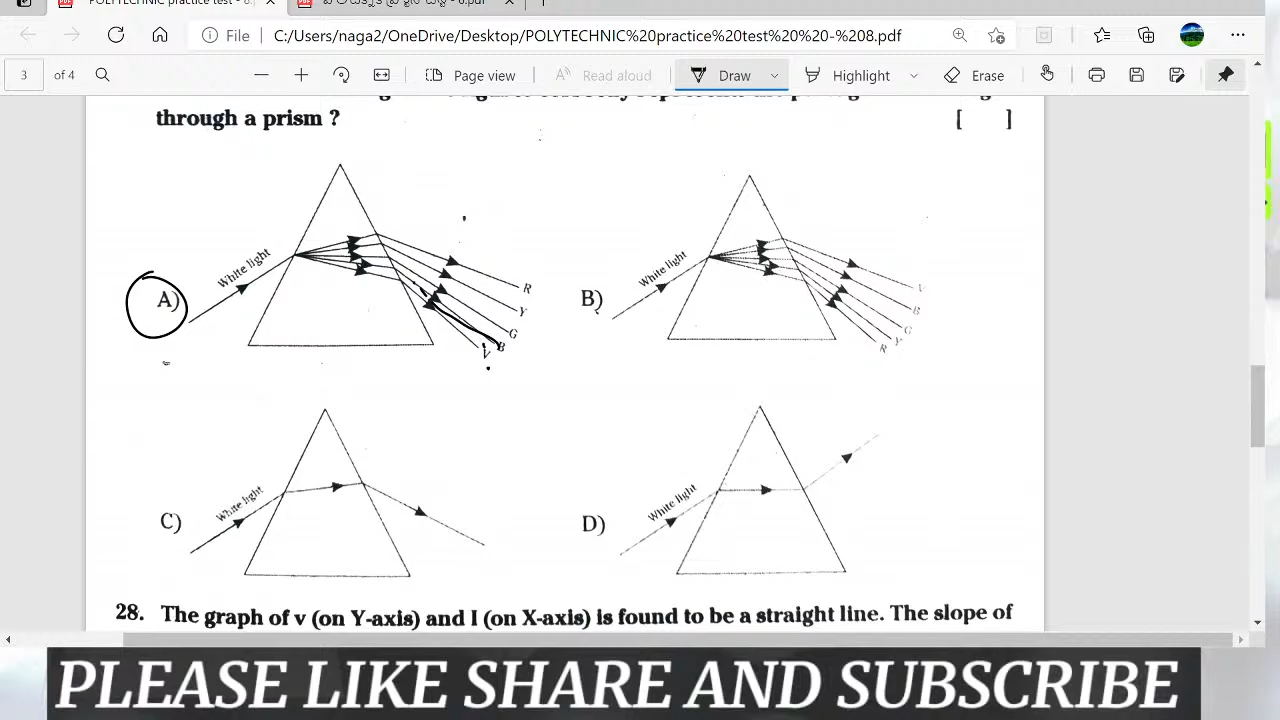 POLYTECHNIC practice test - 8.p
File
C:/Users/naga2/OneDrive/Desktop/POLYTECHNIC%20practice%20test%20%20-%208.pdf
3 of 4
Page view
Read aloud
Draw
Highlight
Erase
through a prism ? [ ]
A)
White light
R
Y
G
B
V
B)
White light
V
B
G
Y
R
C)
White light
D)
White light
28. The graph of v (on Y-axis) and I (on X-axis) is found to be a straight line. The slope of
PLEASE LIKE SHARE AND SUBSCRIBE